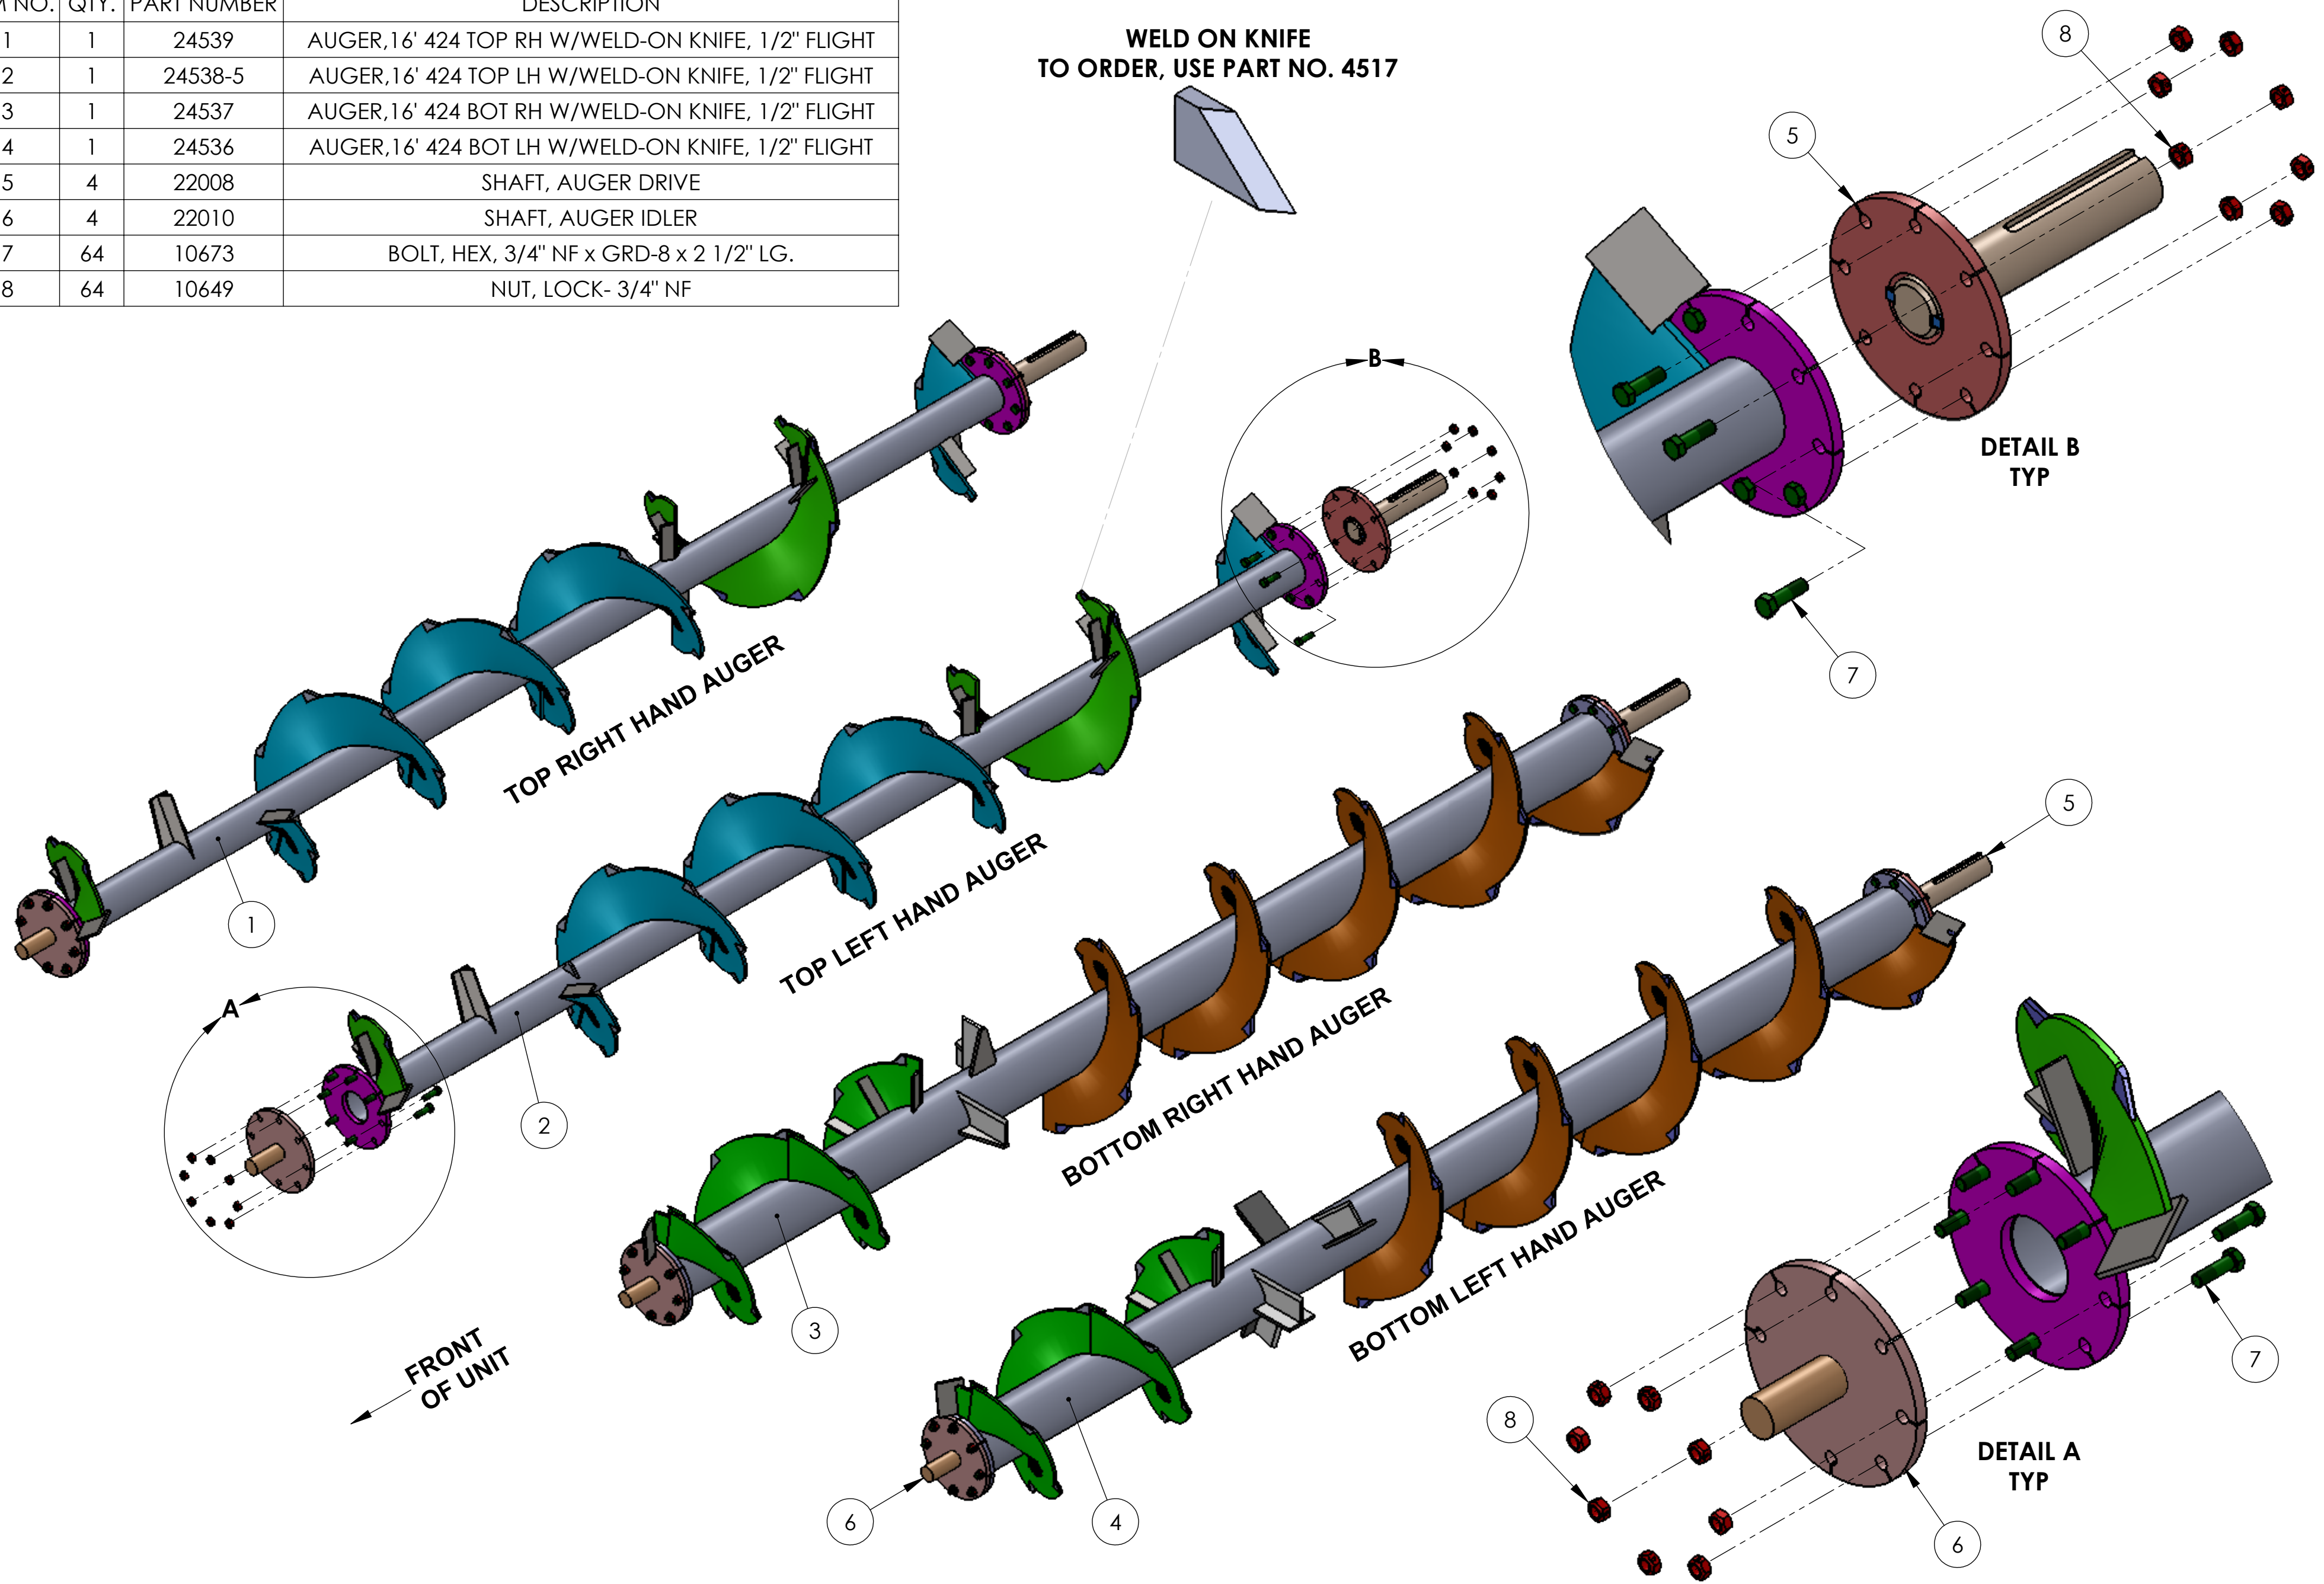 M NO. QTY. PART NUMBER DESCRIPTION
1 1 24539 AUGER,16' 424 TOP RH W/WELD-ON KNIFE, 1/2" FLIGHT
2 1 24538-5 AUGER,16' 424 TOP LH W/WELD-ON KNIFE, 1/2" FLIGHT
3 1 24537 AUGER,16' 424 BOT RH W/WELD-ON KNIFE, 1/2" FLIGHT
4 1 24536 AUGER,16' 424 BOT LH W/WELD-ON KNIFE, 1/2" FLIGHT
5 4 22008 SHAFT, AUGER DRIVE
6 4 22010 SHAFT, AUGER IDLER
7 64 10673 BOLT, HEX, 3/4" NF x GRD-8 x 2 1/2" LG.
8 64 10649 NUT, LOCK- 3/4" NF
WELD ON KNIFE
TO ORDER, USE PART NO. 4517
8
5
DETAIL B
TYP
7
B
TOP RIGHT HAND AUGER
1
TOP LEFT HAND AUGER
5
A
2
BOTTOM RIGHT HAND AUGER
3
BOTTOM LEFT HAND AUGER
FRONT
OF UNIT
6
4
7
8
DETAIL A
TYP
6